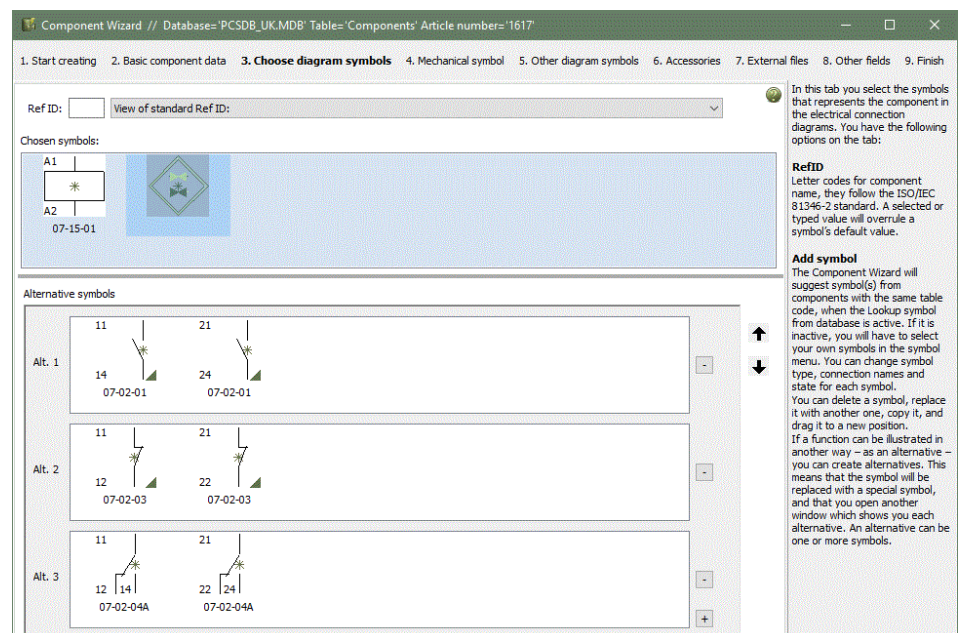 Component Wizard // Database='PCSDB_UK.MDB' Table='Components' Article number='1617'
1. Start creating 2. Basic component data 3. Choose diagram symbols 4. Mechanical symbol 5. Other diagram symbols 6. Accessories 7. External files 8. Other fields 9. Finish
Ref ID: View of standard Ref ID:
Chosen symbols:
A1
A2
07-15-01
Alternative symbols
Alt. 1
11 21
14 24
07-02-01 07-02-01
-
Alt. 2
11 21
12 22
07-02-03 07-02-03
-
Alt. 3
11 21
12 14 22 24
07-02-04A 07-02-04A
-
+
In this tab you select the symbols
that represents the component in
the electrical connection
diagrams. You have the following
options on the tab:
RefID
Letter codes for component
name, they follow the ISO/IEC
81346-2 standard. A selected or
typed value will overrule a
symbol's default value.
Add symbol
The Component Wizard will
suggest symbol(s) from
components with the same table
code, when the Lookup symbol
from database is active. If it is
inactive, you will have to select
your own symbols in the symbol
menu. You can change symbol
type, connection names and
state for each symbol.
You can delete a symbol, replace
it with another one, copy it, and
drag it to a new position.
If a function can be illustrated in
another way – as an alternative –
you can create alternatives. This
means that the symbol will be
replaced with a special symbol,
and that you open another
window which shows you each
alternative. An alternative can be
one or more symbols.